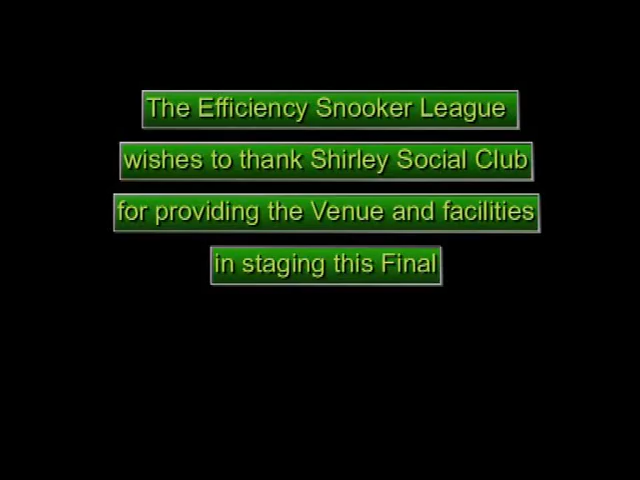 The Efficiency Snooker League
wishes to thank Shirley Social Club
for providing the Venue and facilities
in staging this Final